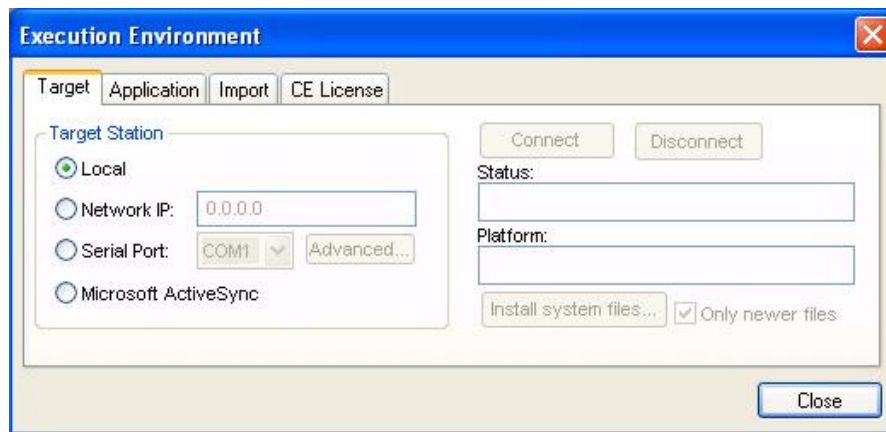 Execution Environment
Target Application Import CE License
Target Station
Local
Network IP: 0.0.0.0
Serial Port: COM1 Advanced...
Microsoft ActiveSync
Connect Disconnect
Status:
Platform:
Install system files... Only newer files
Close